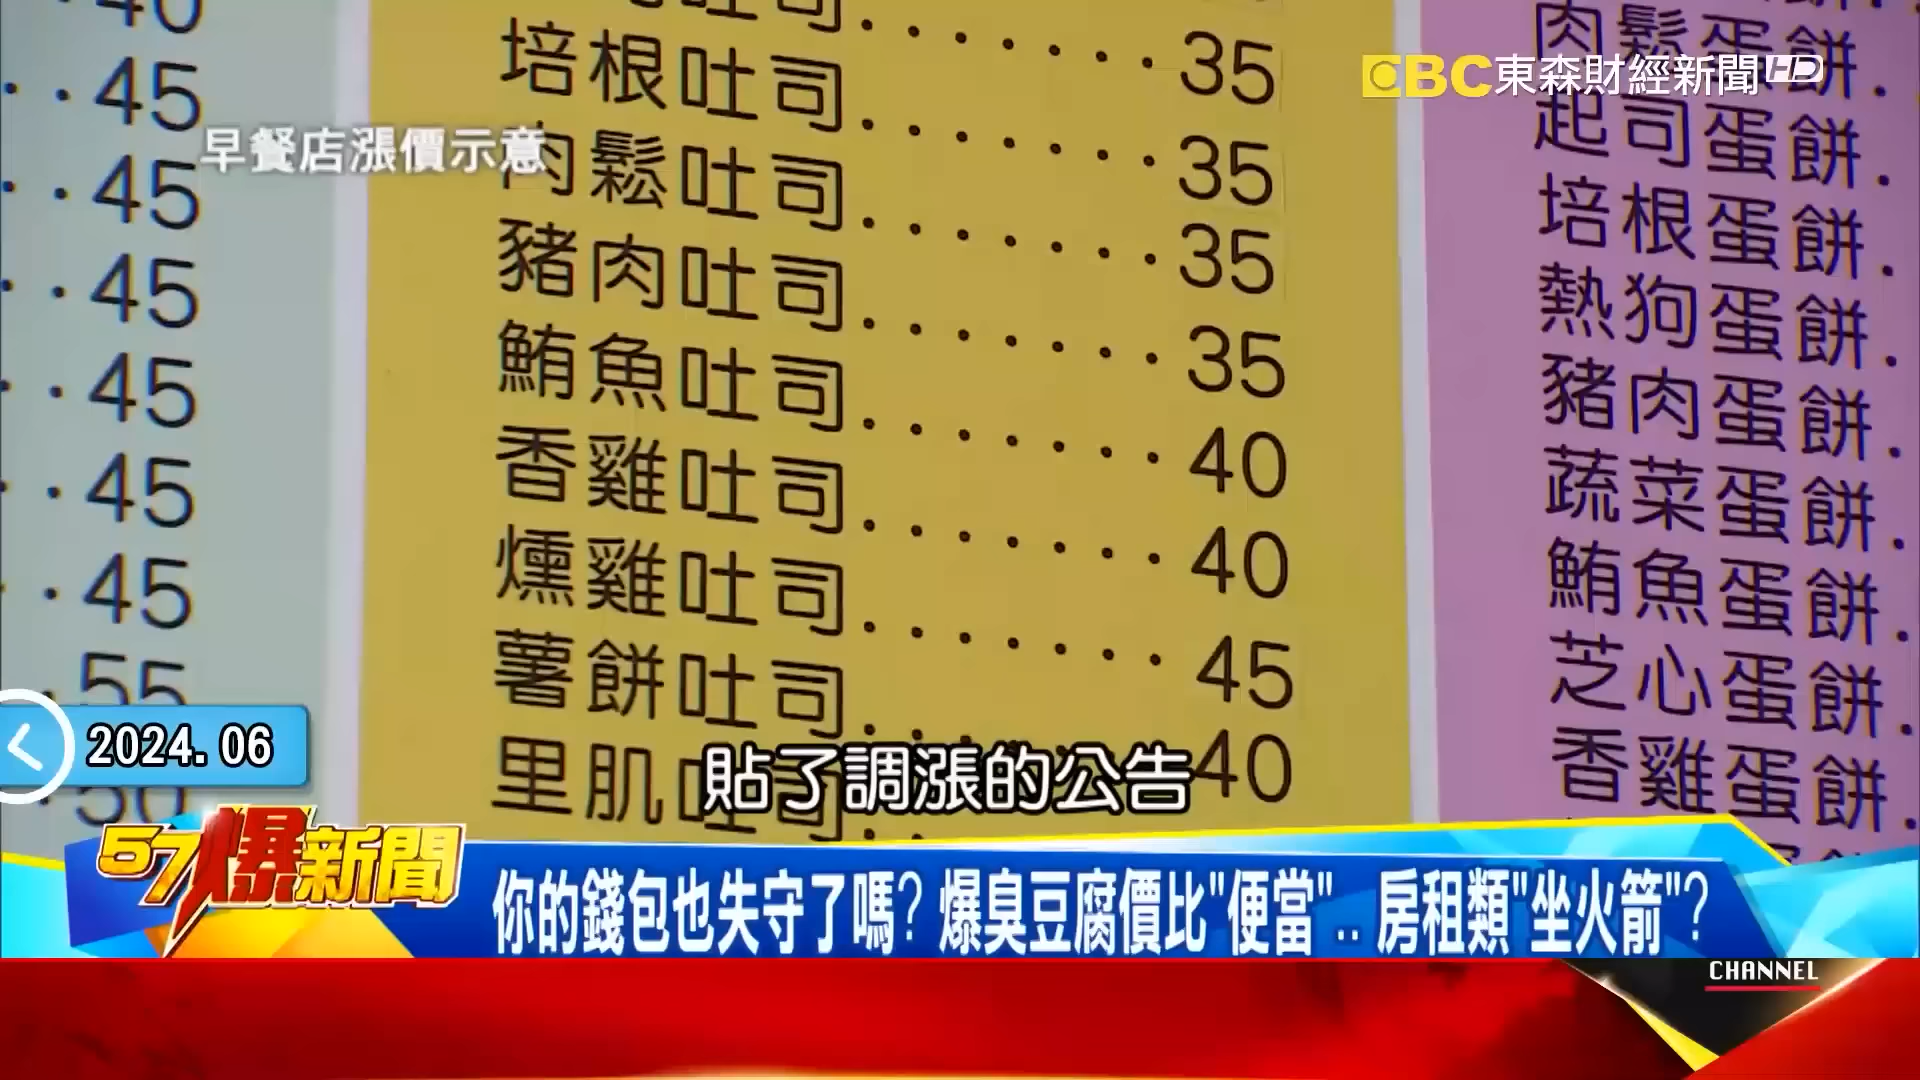 40
45
45
45
45
45
45
55
50
吐司.......35
培根吐司.......35
肉鬆吐司.......35
豬肉吐司.......35
鮪魚吐司.......40
香雞吐司.......40
燻雞吐司.......45
薯餅吐司.......40
里肌吐司
肉鬆蛋餅
起司蛋餅
培根蛋餅
熱狗蛋餅
豬肉蛋餅
蔬菜蛋餅
鮪魚蛋餅
芝心蛋餅
香雞蛋餅
EBC東森財經新聞HD
早餐店漲價示意
2024.06
貼了調漲的公告
57爆新聞
你的錢包也失守了嗎? 爆臭豆腐價比"便當".. 房租類"坐火箭"?
CHANNEL